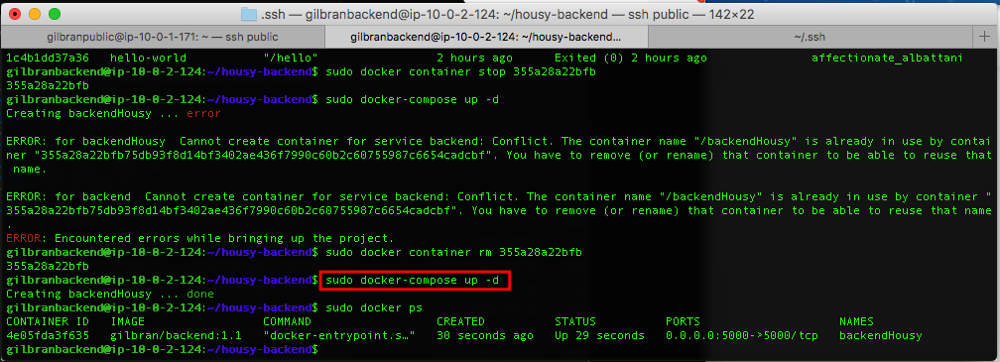 .ssh — gilbranbackend@ip-10-0-2-124: ~/housy-backend — ssh public — 142×22
gilbranpublic@ip-10-0-1-171: ~ — ssh public
gilbranbackend@ip-10-0-2-124: ~/housy-backend...
~/.ssh
+
1c4b1dd37a36 hello-world "/hello" 2 hours ago Exited (0) 2 hours ago affectionate_albattani
gilbranbackend@ip-10-0-2-124:~/housy-backend$ sudo docker container stop 355a28a22bfb
355a28a22bfb
gilbranbackend@ip-10-0-2-124:~/housy-backend$ sudo docker-compose up -d
Creating backendHousy ... error
ERROR: for backendHousy Cannot create container for service backend: Conflict. The container name "/backendHousy" is already in use by contai
ner "355a28a22bfb75db93f8d14bf3402ae436f7990c60b2c60755987c6654cadcbf". You have to remove (or rename) that container to be able to reuse that
name.
ERROR: for backend Cannot create container for service backend: Conflict. The container name "/backendHousy" is already in use by container "
355a28a22bfb75db93f8d14bf3402ae436f7990c60b2c60755987c6654cadcbf". You have to remove (or rename) that container to be able to reuse that name
.
ERROR: Encountered errors while bringing up the project.
gilbranbackend@ip-10-0-2-124:~/housy-backend$ sudo docker container rm 355a28a22bfb
355a28a22bfb
gilbranbackend@ip-10-0-2-124:~/housy-backend$ sudo docker-compose up -d
Creating backendHousy ... done
gilbranbackend@ip-10-0-2-124:~/housy-backend$ sudo docker ps
CONTAINER ID IMAGE COMMAND CREATED STATUS PORTS NAMES
4e05fda3f635 gilbran/backend:1.1 "docker-entrypoint.s…" 30 seconds ago Up 29 seconds 0.0.0.0:5000->5000/tcp backendHousy
gilbranbackend@ip-10-0-2-124:~/housy-backend$